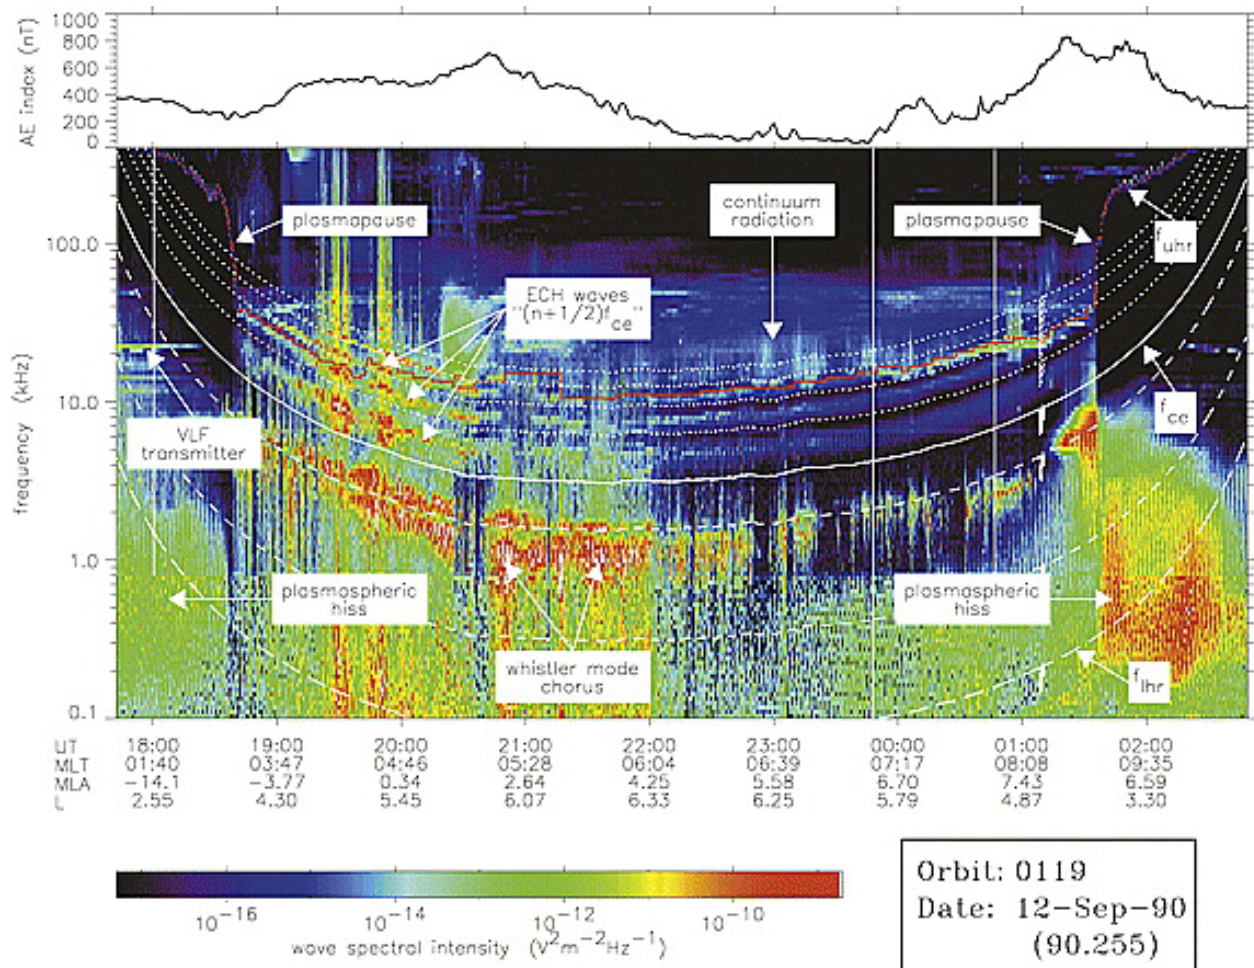 1000
800
600
400
200
0
AE index (nT)
plasmapause
continuum
radiation
plasmapause
f uhr
100.0
10.0
1.0
0.1
frequency (kHz)
ECH waves
"(n+1/2)f ce"
VLF
transmitter
f ce
plasmaspheric
hiss
plasmaspheric
hiss
whistler mode
chorus
f lhr
UT 18:00 19:00 20:00 21:00 22:00 23:00 00:00 01:00 02:00
MLT 01:40 03:47 04:46 05:28 06:04 06:39 07:17 08:08 09:35
MLA −14.1 −3.77 0.34 2.64 4.25 5.58 6.70 7.43 6.59
L 2.55 4.30 5.45 6.07 6.33 6.25 5.79 4.87 3.30
10⁻¹⁶ 10⁻¹⁴ 10⁻¹² 10⁻¹⁰
wave spectral intensity (V²m⁻²Hz⁻¹)
Orbit: 0119
Date: 12-Sep-90
(90.255)